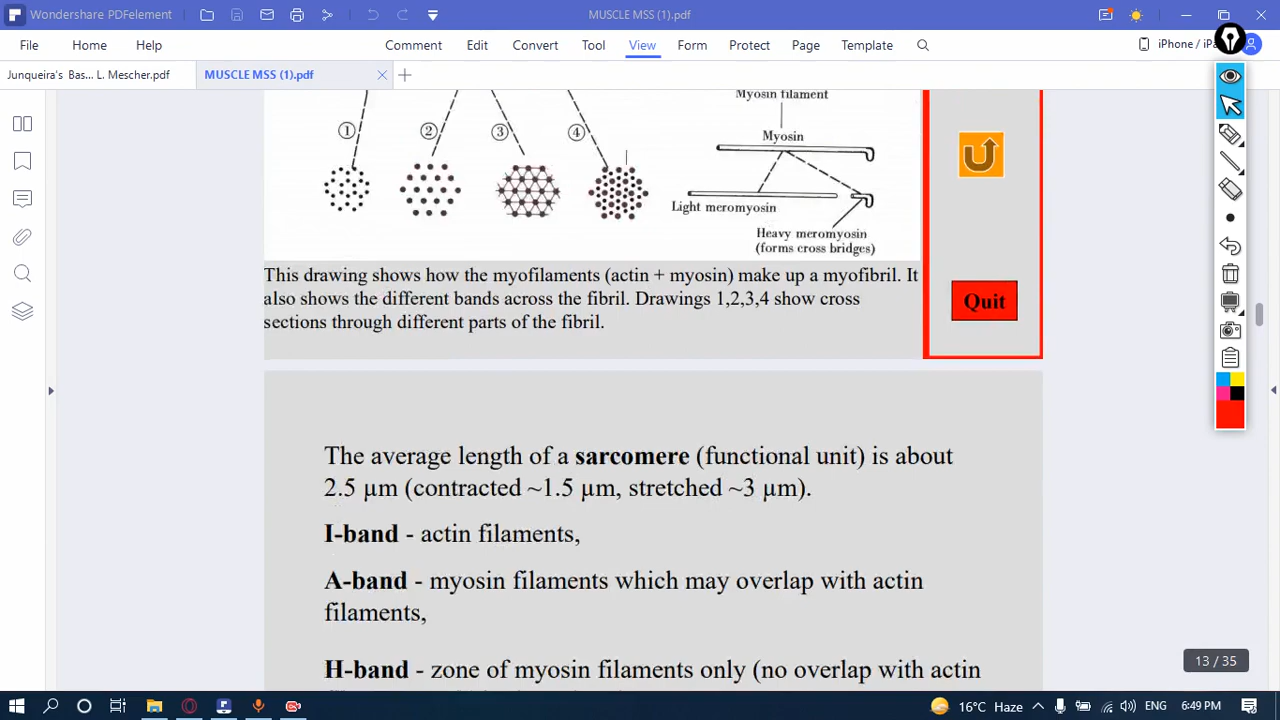 Wondershare PDFelement
MUSCLE MSS (1).pdf
File Home Help Comment Edit Convert Tool View Form Protect Page Template iPhone / iPa
Junqueira's Bas... L. Mescher.pdf MUSCLE MSS (1).pdf
Myosin filament
① ② ③ ④
Myosin
Light meromyosin
Heavy meromyosin
(forms cross bridges)
This drawing shows how the myofilaments (actin + myosin) make up a myofibril. It
also shows the different bands across the fibril. Drawings 1,2,3,4 show cross
sections through different parts of the fibril.
Quit
The average length of a sarcomere (functional unit) is about
2.5 µm (contracted ~1.5 µm, stretched ~3 µm).
I-band - actin filaments,
A-band - myosin filaments which may overlap with actin
filaments,
H-band - zone of myosin filaments only (no overlap with actin
13 / 35
16°C Haze ENG 6:49 PM